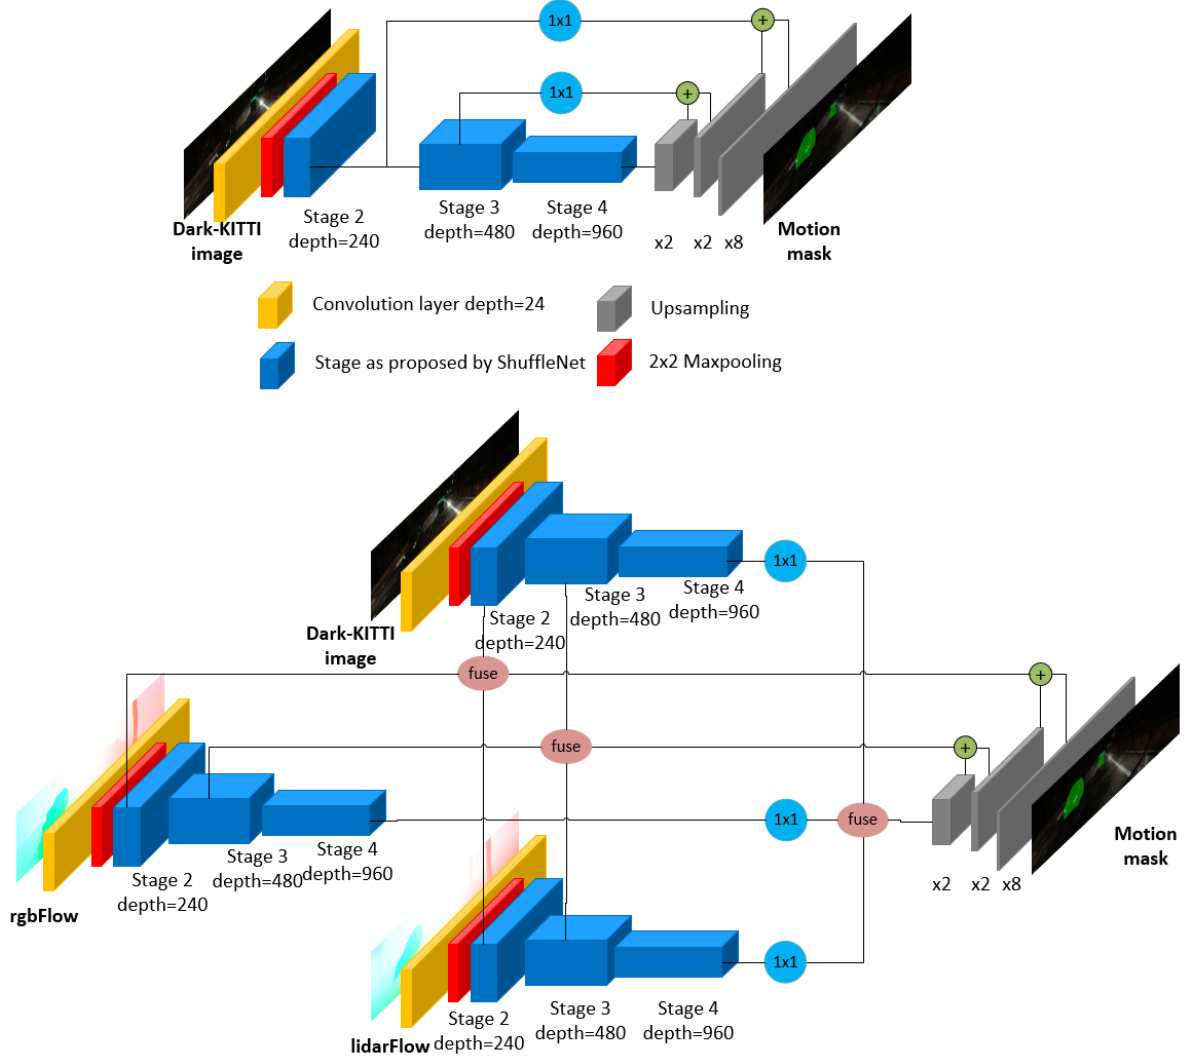 1x1
+
1x1
+
Dark-KITTI
image
Stage 2
depth=240
Stage 3
depth=480
Stage 4
depth=960
x2
x2
x8
Motion
mask
Convolution layer depth=24
Upsampling
Stage as proposed by ShuffleNet
2x2 Maxpooling
1x1
Stage 4
depth=960
Stage 3
depth=480
Stage 2
depth=240
Dark-KITTI
image
fuse
+
fuse
+
1x1
fuse
Stage 3
depth=480
Stage 4
depth=960
Stage 2
depth=240
rgbFlow
x2
x2
x8
Motion
mask
1x1
Stage 2
depth=240
Stage 3
depth=480
Stage 4
depth=960
lidarFlow